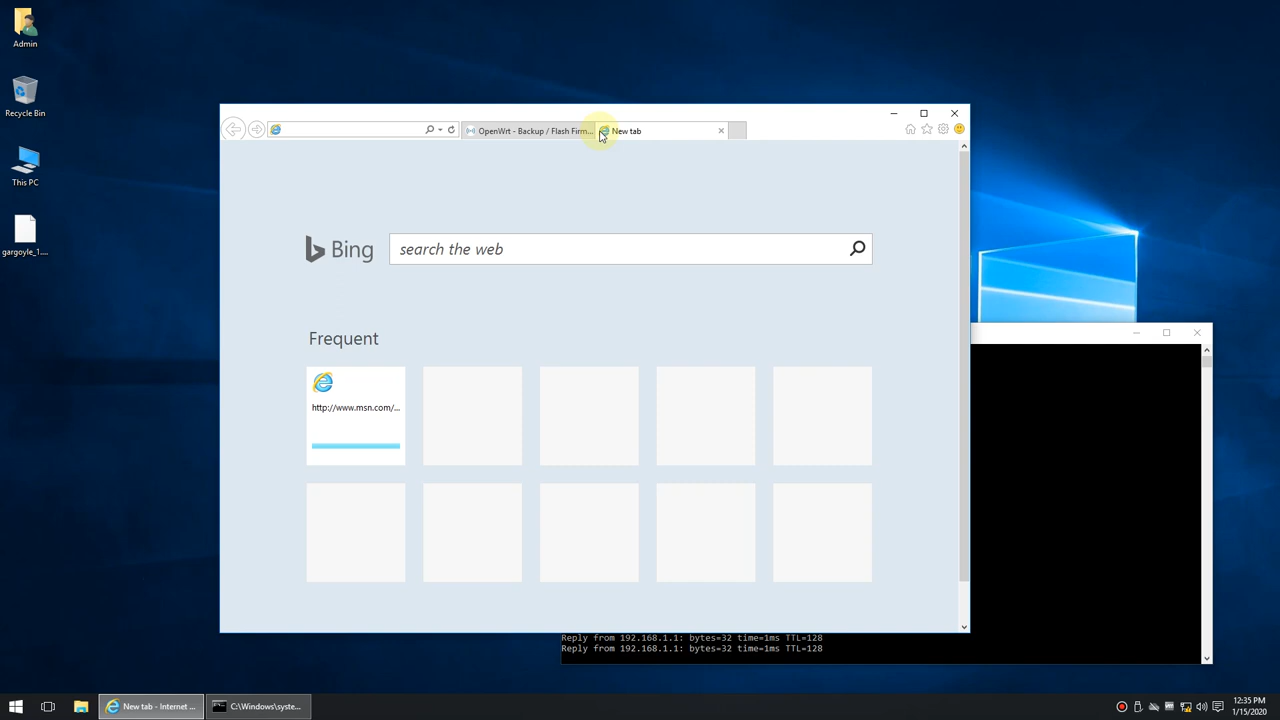 Admin
Recycle Bin
This PC
gargoyle_1....
OpenWrt - Backup / Flash Firm...
New tab
Bing
search the web
Frequent
http://www.msn.com/...
Reply from 192.168.1.1: bytes=32 time=1ms TTL=128
Reply from 192.168.1.1: bytes=32 time=1ms TTL=128
New tab - Internet ...
C:\Windows\syste...
12:35 PM
1/15/2020